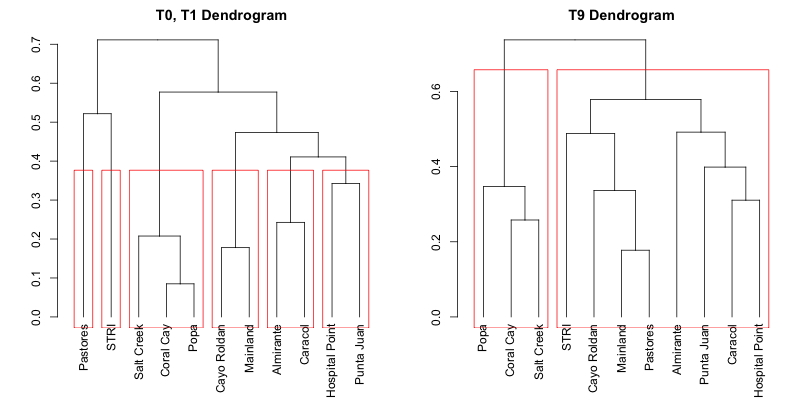 T0, T1 Dendrogram
0.7
0.6
0.5
0.4
0.3
0.2
0.1
0.0
Pastores
STRI
Salt Creek
Coral Cay
Popa
Cayo Roldan
Mainland
Almirante
Caracol
Hospital Point
Punta Juan
T9 Dendrogram
0.6
0.4
0.2
0.0
Popa
Coral Cay
Salt Creek
STRI
Cayo Roldan
Mainland
Pastores
Almirante
Punta Juan
Caracol
Hospital Point